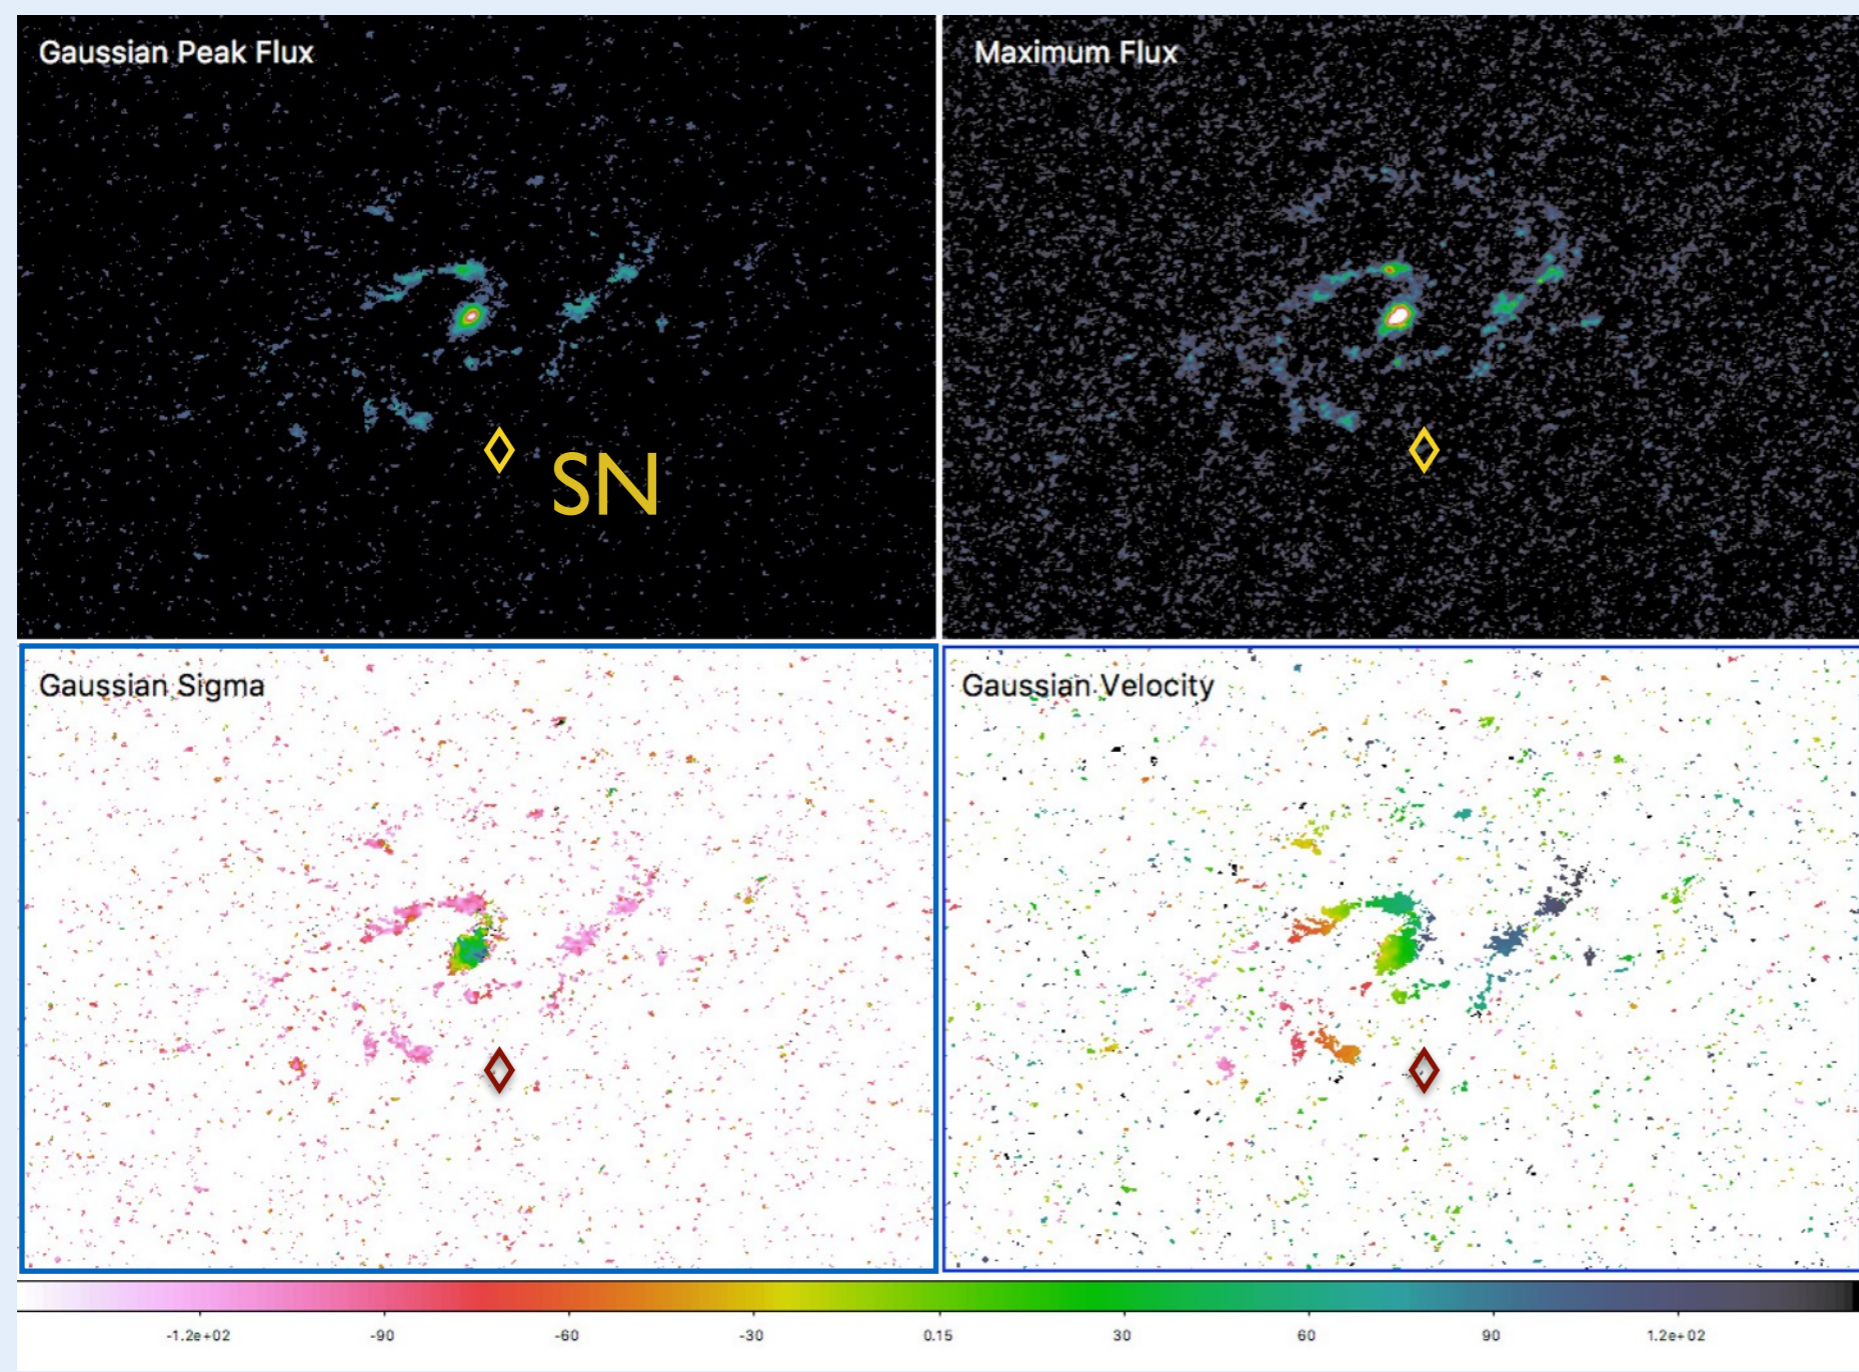 Gaussian Peak Flux
Maximum Flux
SN
Gaussian Sigma
Gaussian Velocity
-1.2e+02 -90 -60 -30 0.15 30 60 90 1.2e+02